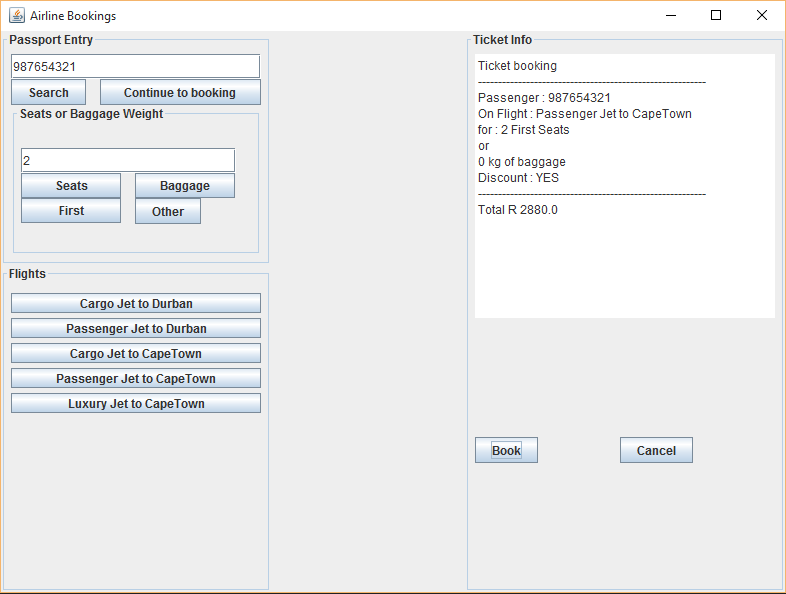 Airline Bookings
Passport Entry
987654321
Search
Continue to booking
Seats or Baggage Weight
2
Seats
Baggage
First
Other
Flights
Cargo Jet to Durban
Passenger Jet to Durban
Cargo Jet to CapeTown
Passenger Jet to CapeTown
Luxury Jet to CapeTown
Ticket Info
Ticket booking
---------------------------------------------------------
Passenger : 987654321
On Flight : Passenger Jet to CapeTown
for : 2 First Seats
or
0 kg of baggage
Discount : YES
---------------------------------------------------------
Total R 2880.0
Book
Cancel